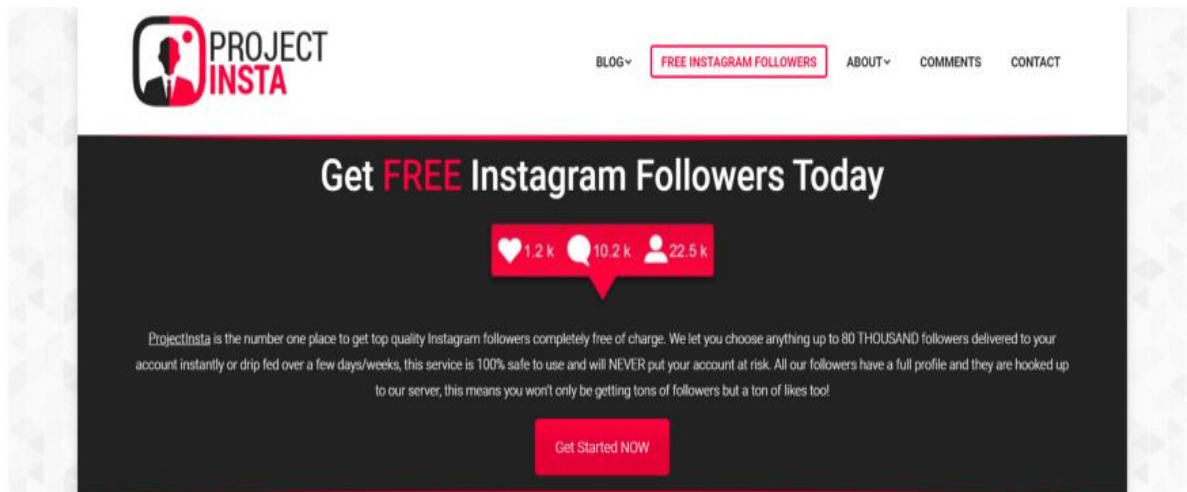 PROJECT
INSTA
BLOG
FREE INSTAGRAM FOLLOWERS
ABOUT
COMMENTS
CONTACT
Get FREE Instagram Followers Today
1.2 k 10.2 k 22.5 k
ProjectInsta is the number one place to get top quality Instagram followers completely free of charge. We let you choose anything up to 80 THOUSAND followers delivered to your
account instantly or drip fed over a few days/weeks, this service is 100% safe to use and will NEVER put your account at risk. All our followers have a full profile and they are hooked up
to our server, this means you won't only be getting tons of followers but a ton of likes too!
Get Started NOW